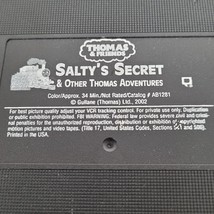 THOMAS
& FRIENDS
SALTY'S SECRET
& OTHER THOMAS ADVENTURES
Color/Approx. 34 Min./Not Rated/Catalog # AB1281
© Gullane (Thomas) Ltd., 2002
For best picture quality adjust your VCR tracking control. For private use only. Duplication
or public exhibition prohibited. FBI WARNING: Federal law provides severe civil and criminal
penalties for the unauthorized reproduction, distribution or exhibition of copyrighted
motion pictures and video tapes. (Title 17, United States Codes, Sections 501 and 506).
Printed in the USA.